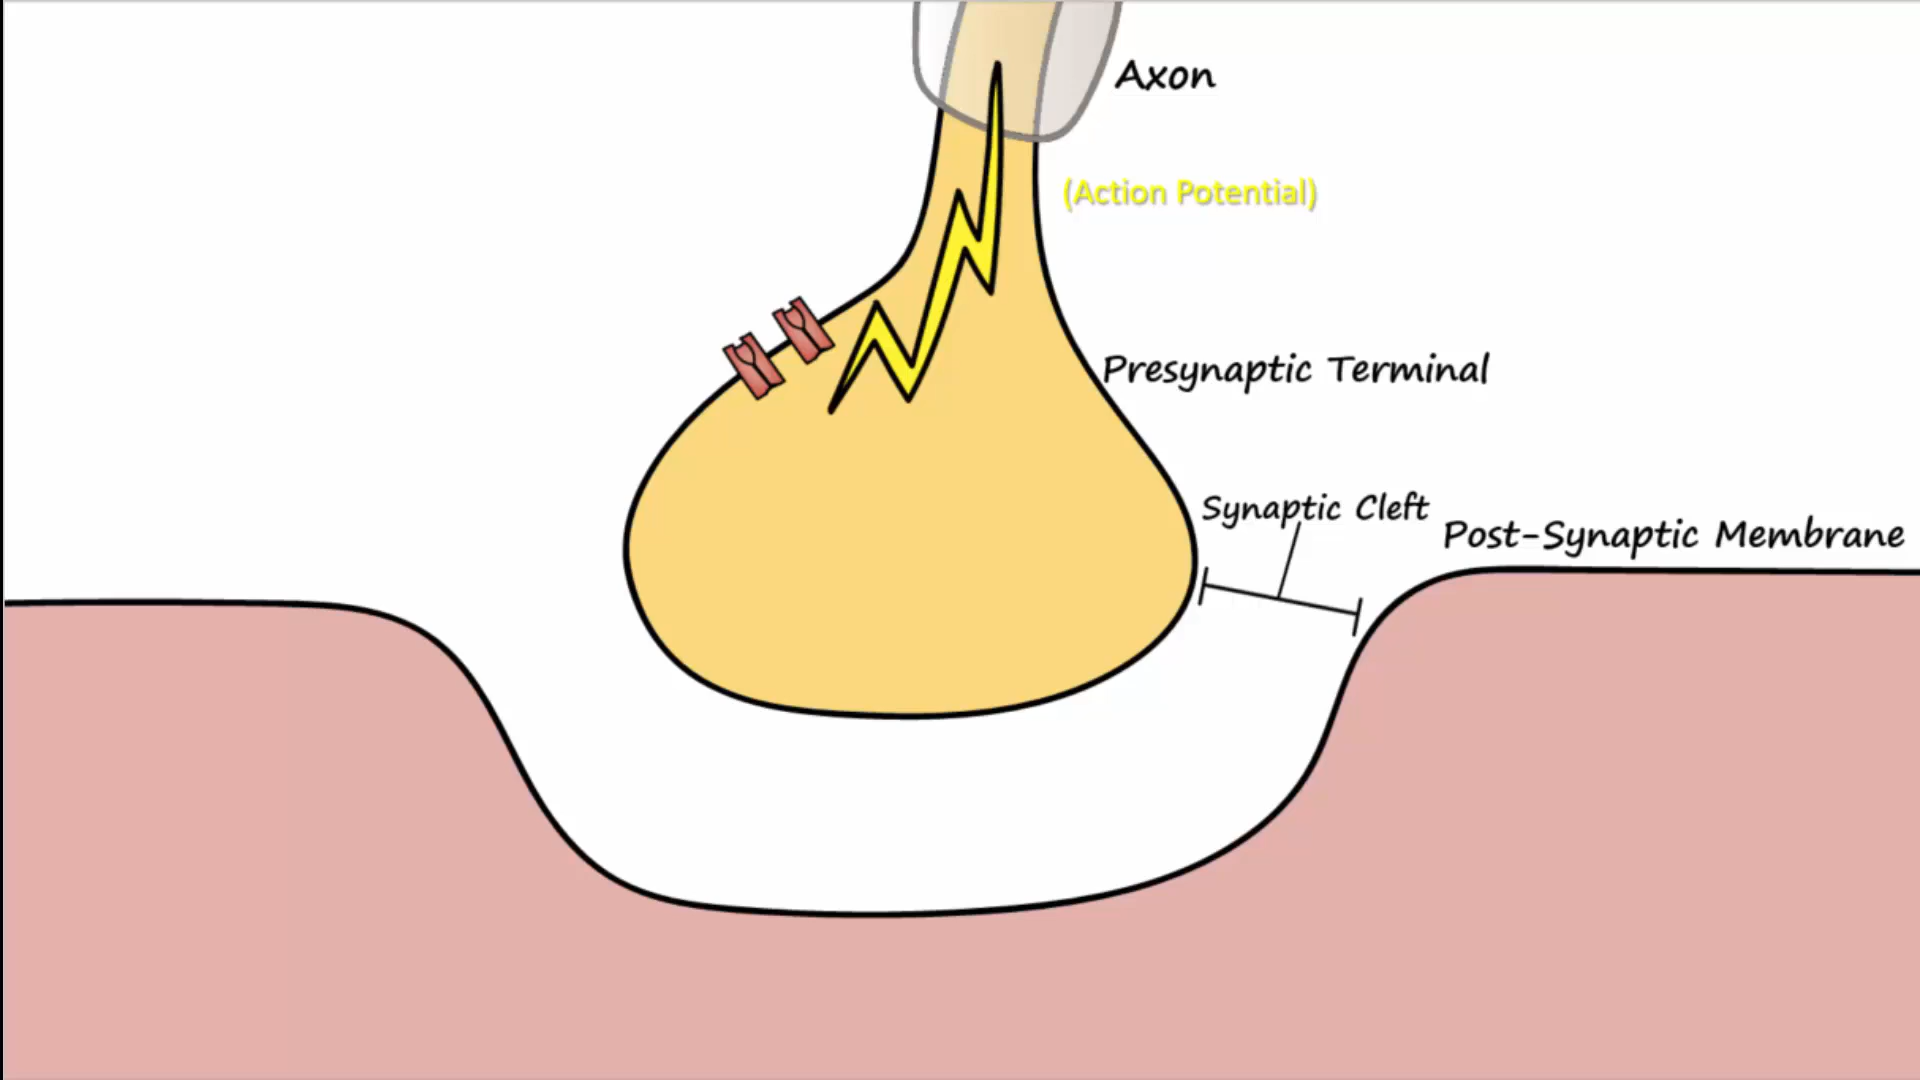 Axon
(Action Potential)
Presynaptic Terminal
Synaptic Cleft
Post-Synaptic Membrane